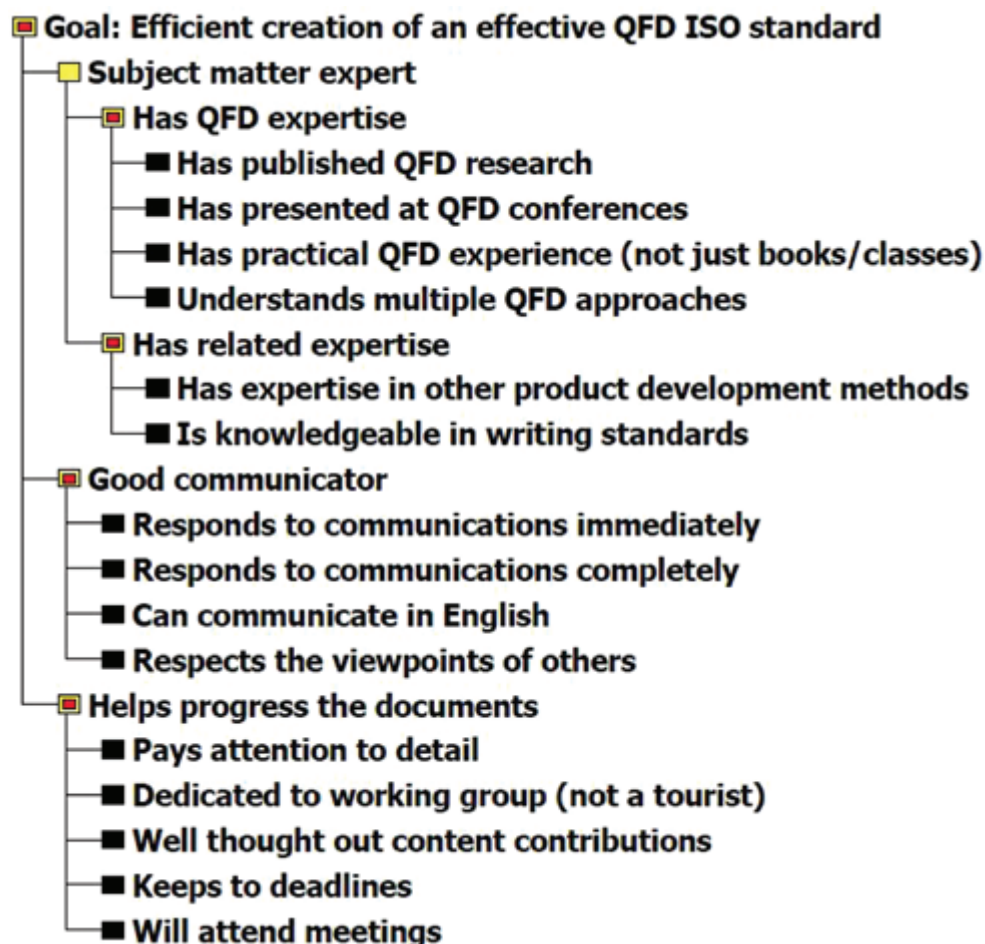 Goal: Efficient creation of an effective QFD ISO standard
Subject matter expert
Has QFD expertise
Has published QFD research
Has presented at QFD conferences
Has practical QFD experience (not just books/classes)
Understands multiple QFD approaches
Has related expertise
Has expertise in other product development methods
Is knowledgeable in writing standards
Good communicator
Responds to communications immediately
Responds to communications completely
Can communicate in English
Respects the viewpoints of others
Helps progress the documents
Pays attention to detail
Dedicated to working group (not a tourist)
Well thought out content contributions
Keeps to deadlines
Will attend meetings